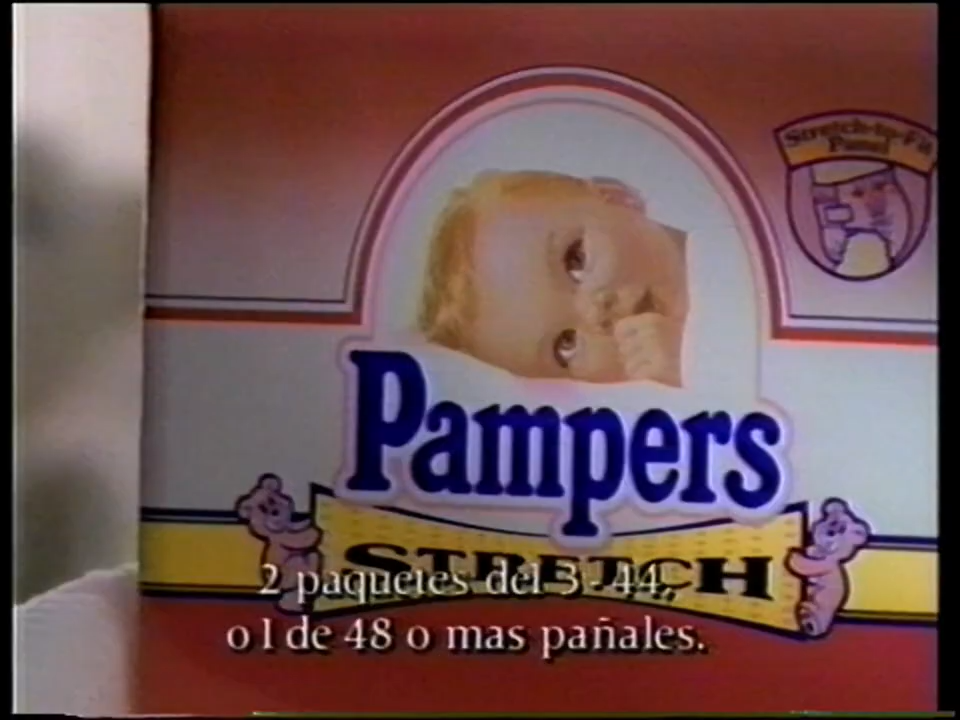 Stretch-to-Fit
Panel
Pampers
STRETCH
2 paquetes del 3-44,
o 1 de 48 o mas pañales.